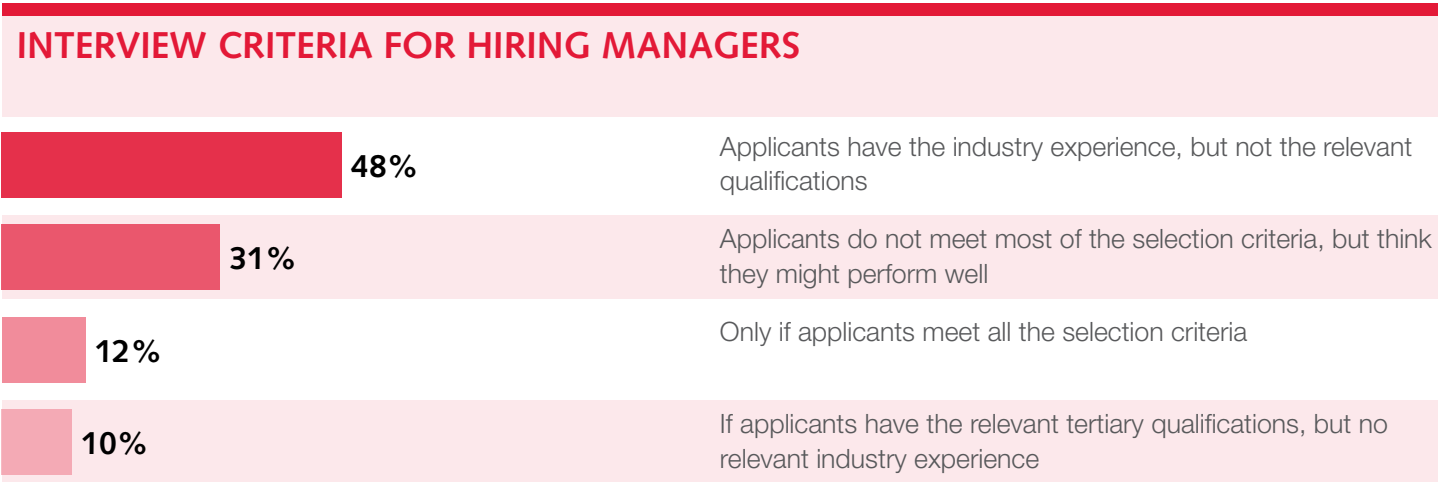 INTERVIEW CRITERIA FOR HIRING MANAGERS
48%
Applicants have the industry experience, but not the relevant
qualifications
31%
Applicants do not meet most of the selection criteria, but think
they might perform well
12%
Only if applicants meet all the selection criteria
10%
If applicants have the relevant tertiary qualifications, but no
relevant industry experience